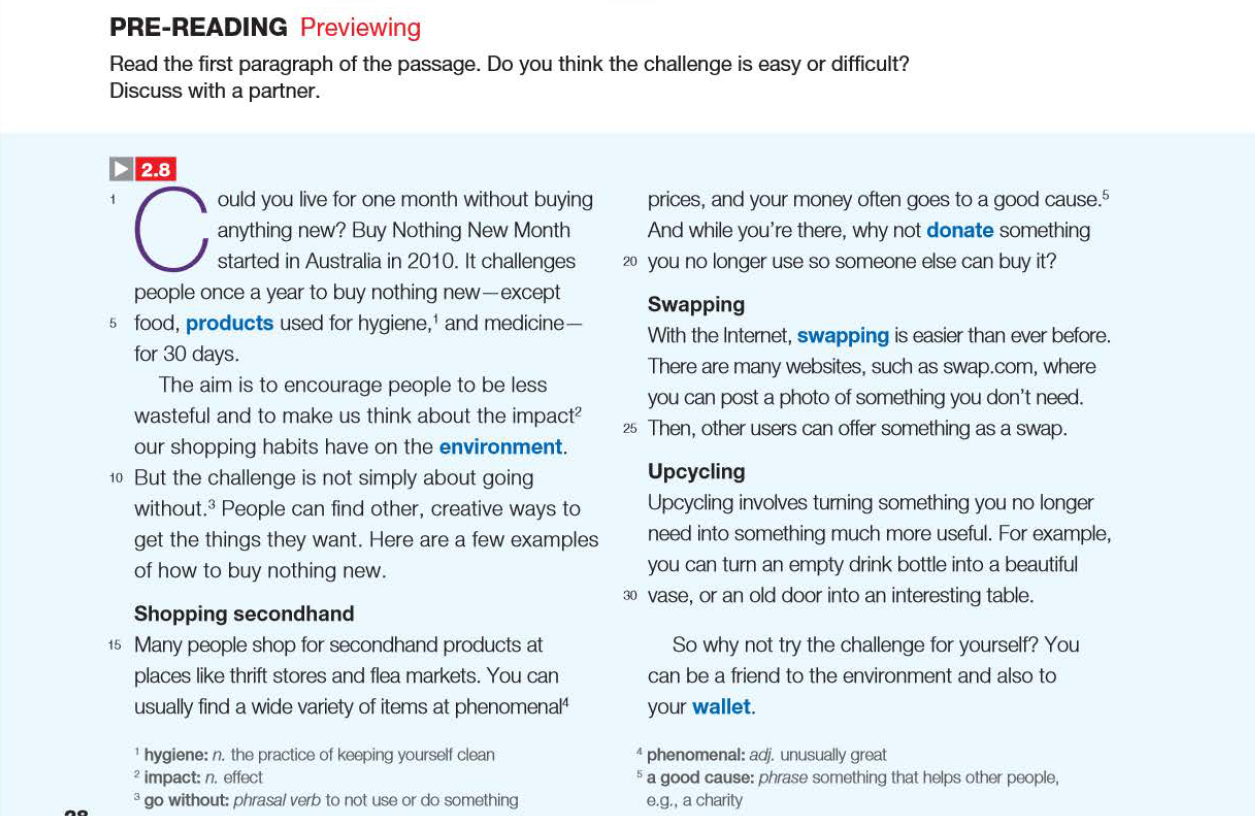 PRE-READING Previewing
Read the first paragraph of the passage. Do you think the challenge is easy or difficult?
Discuss with a partner.
2.8
1 Could you live for one month without buying
anything new? Buy Nothing New Month
started in Australia in 2010. It challenges
people once a year to buy nothing new—except
5 food, products used for hygiene,¹ and medicine—
for 30 days.
The aim is to encourage people to be less
wasteful and to make us think about the impact²
our shopping habits have on the environment.
10 But the challenge is not simply about going
without.³ People can find other, creative ways to
get the things they want. Here are a few examples
of how to buy nothing new.
Shopping secondhand
15 Many people shop for secondhand products at
places like thrift stores and flea markets. You can
usually find a wide variety of items at phenomenal⁴
prices, and your money often goes to a good cause.⁵
And while you're there, why not donate something
20 you no longer use so someone else can buy it?
Swapping
With the Internet, swapping is easier than ever before.
There are many websites, such as swap.com, where
you can post a photo of something you don't need.
25 Then, other users can offer something as a swap.
Upcycling
Upcycling involves turning something you no longer
need into something much more useful. For example,
you can turn an empty drink bottle into a beautiful
30 vase, or an old door into an interesting table.
So why not try the challenge for yourself? You
can be a friend to the environment and also to
your wallet.
¹ hygiene: n. the practice of keeping yourself clean
² impact: n. effect
³ go without: phrasal verb to not use or do something
⁴ phenomenal: adj. unusually great
⁵ a good cause: phrase something that helps other people,
e.g., a charity